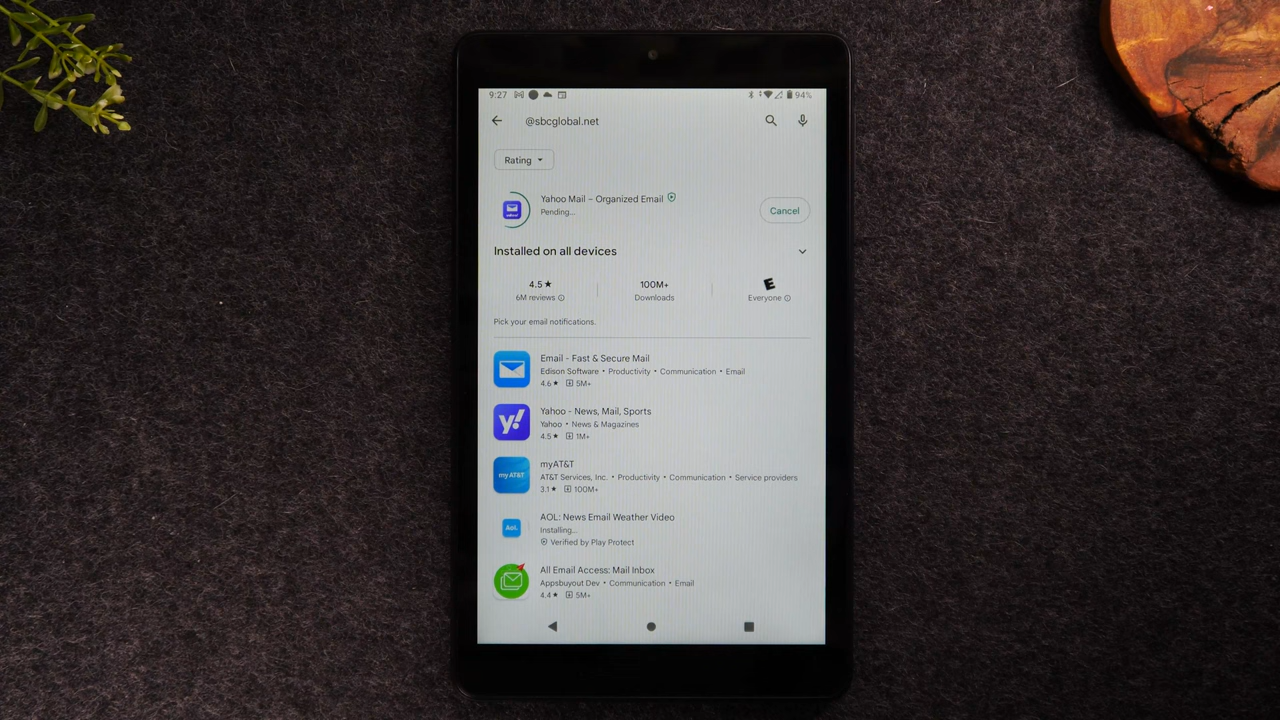 9:27
94%
@sbcglobal.net
Rating
Yahoo Mail – Organized Email
Pending...
Cancel
Installed on all devices
4.5 ★
100M+
E
6M reviews
Downloads
Everyone
Pick your email notifications.
Email - Fast & Secure Mail
Edison Software • Productivity • Communication • Email
4.6 ★ 5M+
y!
Yahoo - News, Mail, Sports
Yahoo • News & Magazines
4.5 ★ 1M+
my AT&T
myAT&T
AT&T Services, Inc. • Productivity • Communication • Service providers
3.1 ★ 100M+
Aol.
AOL: News Email Weather Video
Installing...
Verified by Play Protect
All Email Access: Mail Inbox
Appsbuyout Dev • Communication • Email
4.4 ★ 5M+